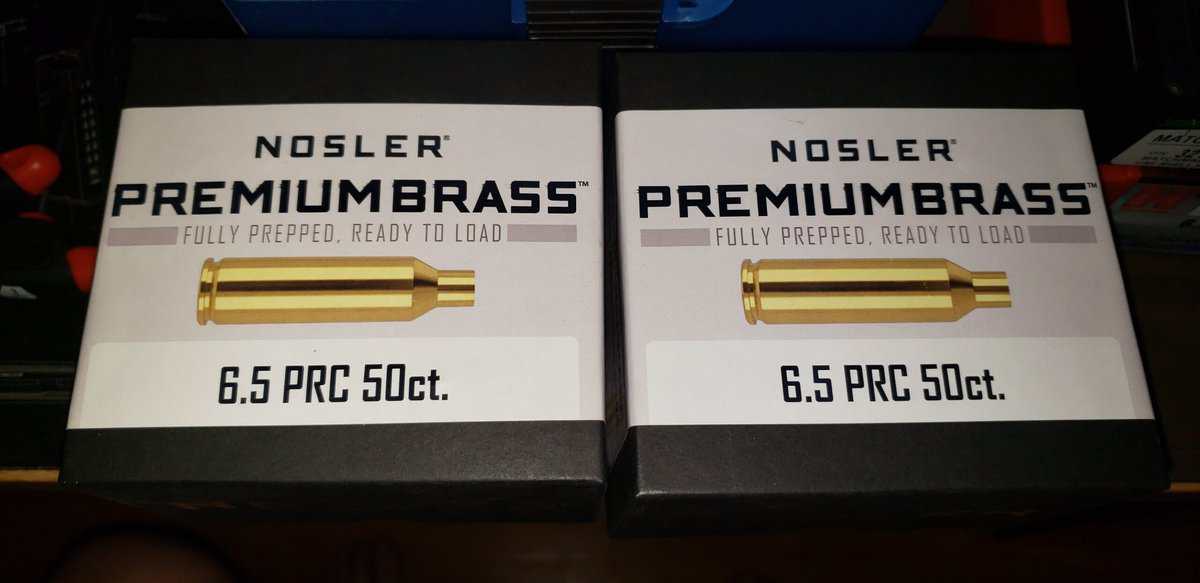 NOSLER®
PREMIUM BRASS™
FULLY PREPPED, READY TO LOAD
6.5 PRC 50ct.
NOSLER®
PREMIUM BRASS™
FULLY PREPPED, READY TO LOAD
6.5 PRC 50ct.